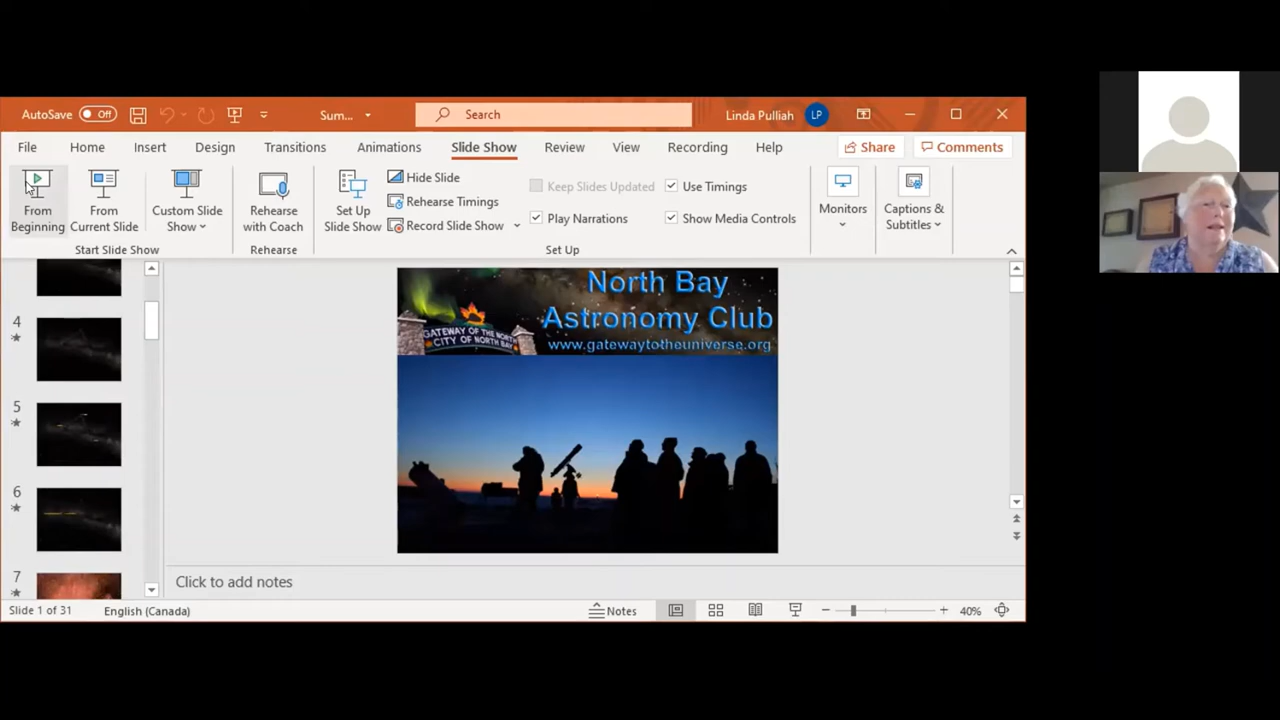 AutoSave Off Sum... Search Linda Pulliah LP
File Home Insert Design Transitions Animations Slide Show Review View Recording Help Share Comments
From Beginning
From Current Slide
Custom Slide Show
Start Slide Show
Rehearse with Coach
Rehearse
Set Up Slide Show
Hide Slide
Rehearse Timings
Record Slide Show
Keep Slides Updated
Play Narrations
Use Timings
Show Media Controls
Set Up
Monitors
Captions & Subtitles
4
5
6
7
North Bay
Astronomy Club
www.gatewaytotheuniverse.org
GATEWAY OF THE NORTH
CITY OF NORTH BAY
Click to add notes
Slide 1 of 31 English (Canada) Notes 40%